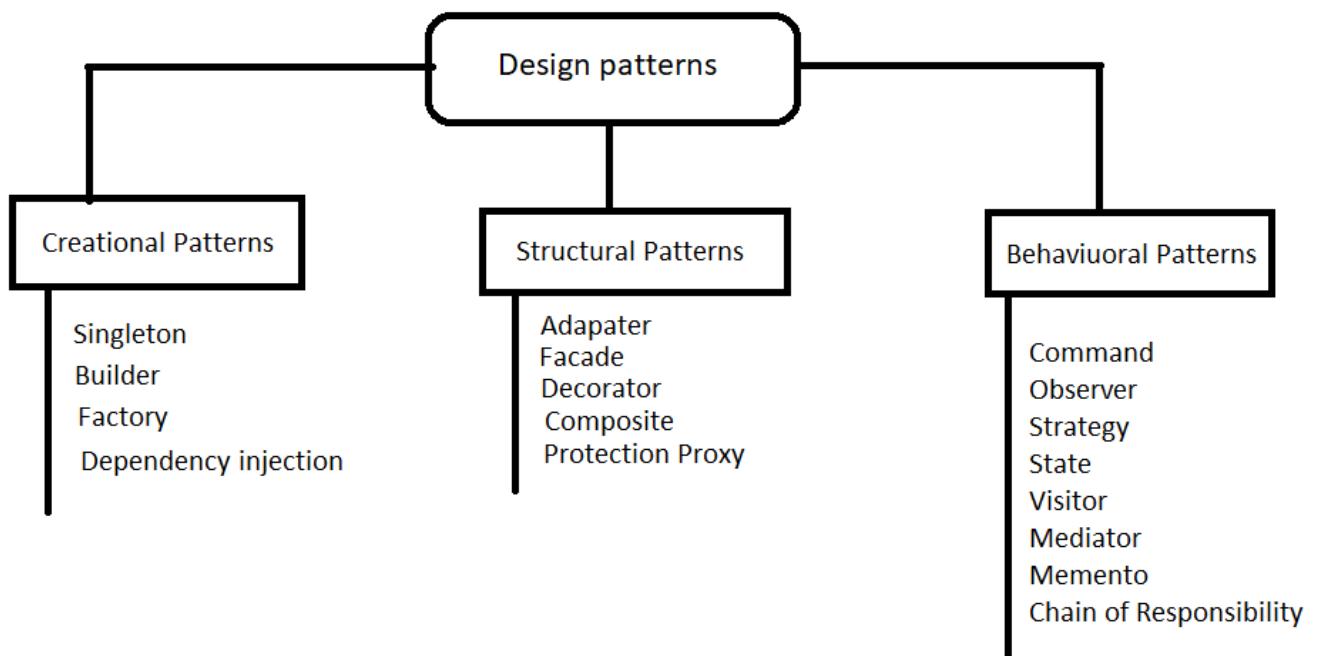 Design patterns
Creational Patterns
Singleton
Builder
Factory
Dependency injection
Structural Patterns
Adapater
Facade
Decorator
Composite
Protection Proxy
Behaviuoral Patterns
Command
Observer
Strategy
State
Visitor
Mediator
Memento
Chain of Responsibility